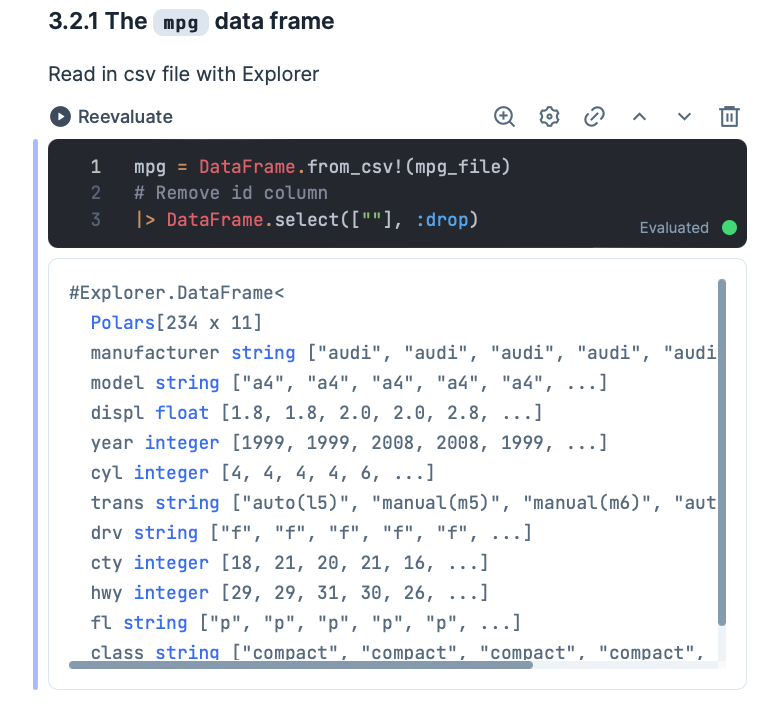 3.2.1 The mpg data frame
Read in csv file with Explorer
Reevaluate
1 mpg = DataFrame.from_csv!(mpg_file)
2 # Remove id column
3 |> DataFrame.select([""], :drop)
Evaluated
#Explorer.DataFrame<
Polars[234 x 11]
manufacturer string ["audi", "audi", "audi", "audi", "audi
model string ["a4", "a4", "a4", "a4", "a4", ...]
displ float [1.8, 1.8, 2.0, 2.0, 2.8, ...]
year integer [1999, 1999, 2008, 2008, 1999, ...]
cyl integer [4, 4, 4, 4, 6, ...]
trans string ["auto(l5)", "manual(m5)", "manual(m6)", "aut
drv string ["f", "f", "f", "f", "f", ...]
cty integer [18, 21, 20, 21, 16, ...]
hwy integer [29, 29, 31, 30, 26, ...]
fl string ["p", "p", "p", "p", "p", ...]
class string ["compact", "compact", "compact", "compact",